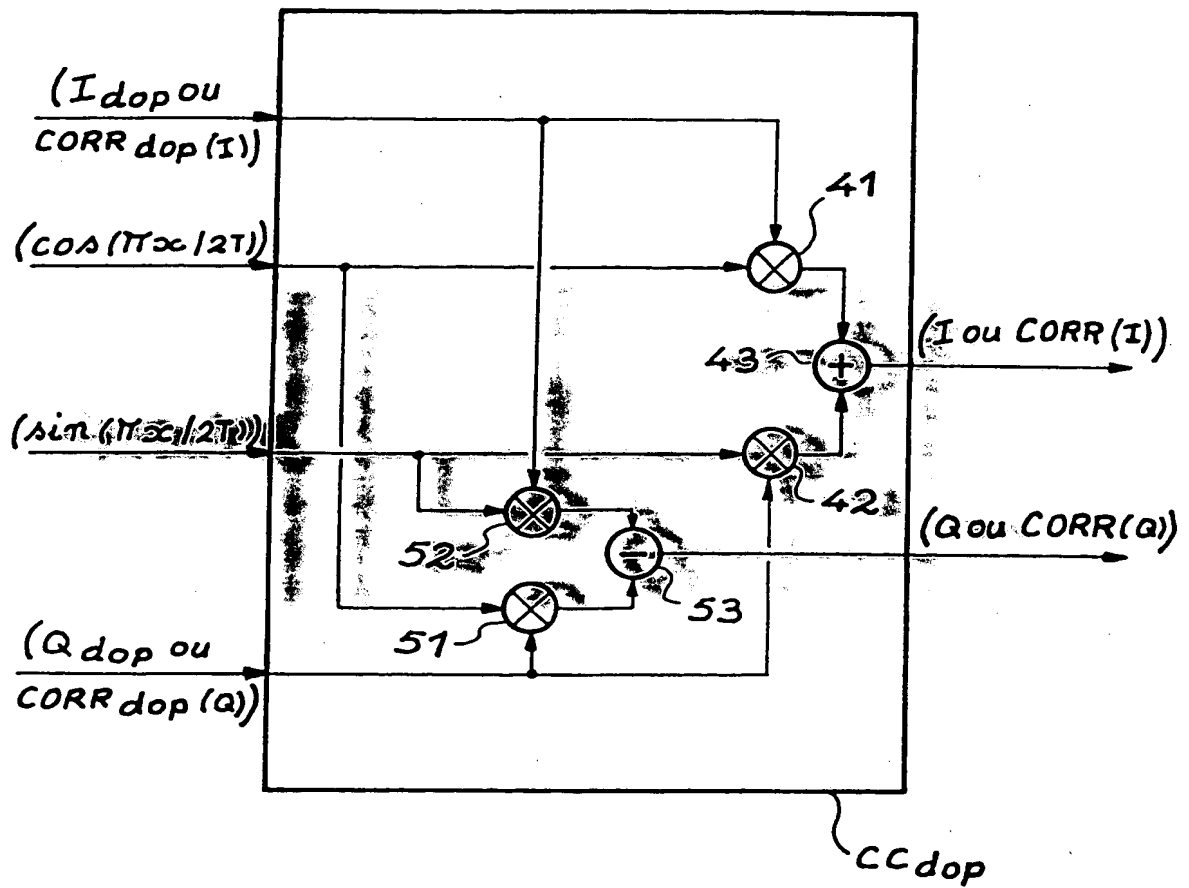 (I dop ou
CORR dop (I))
41
(cos(πx/2T))
(I ou CORR (I))
43
(sin (πx/2T))
42
(Q ou CORR(Q))
52
53
51
(Q dop ou
CORR dop (Q))
CC dop